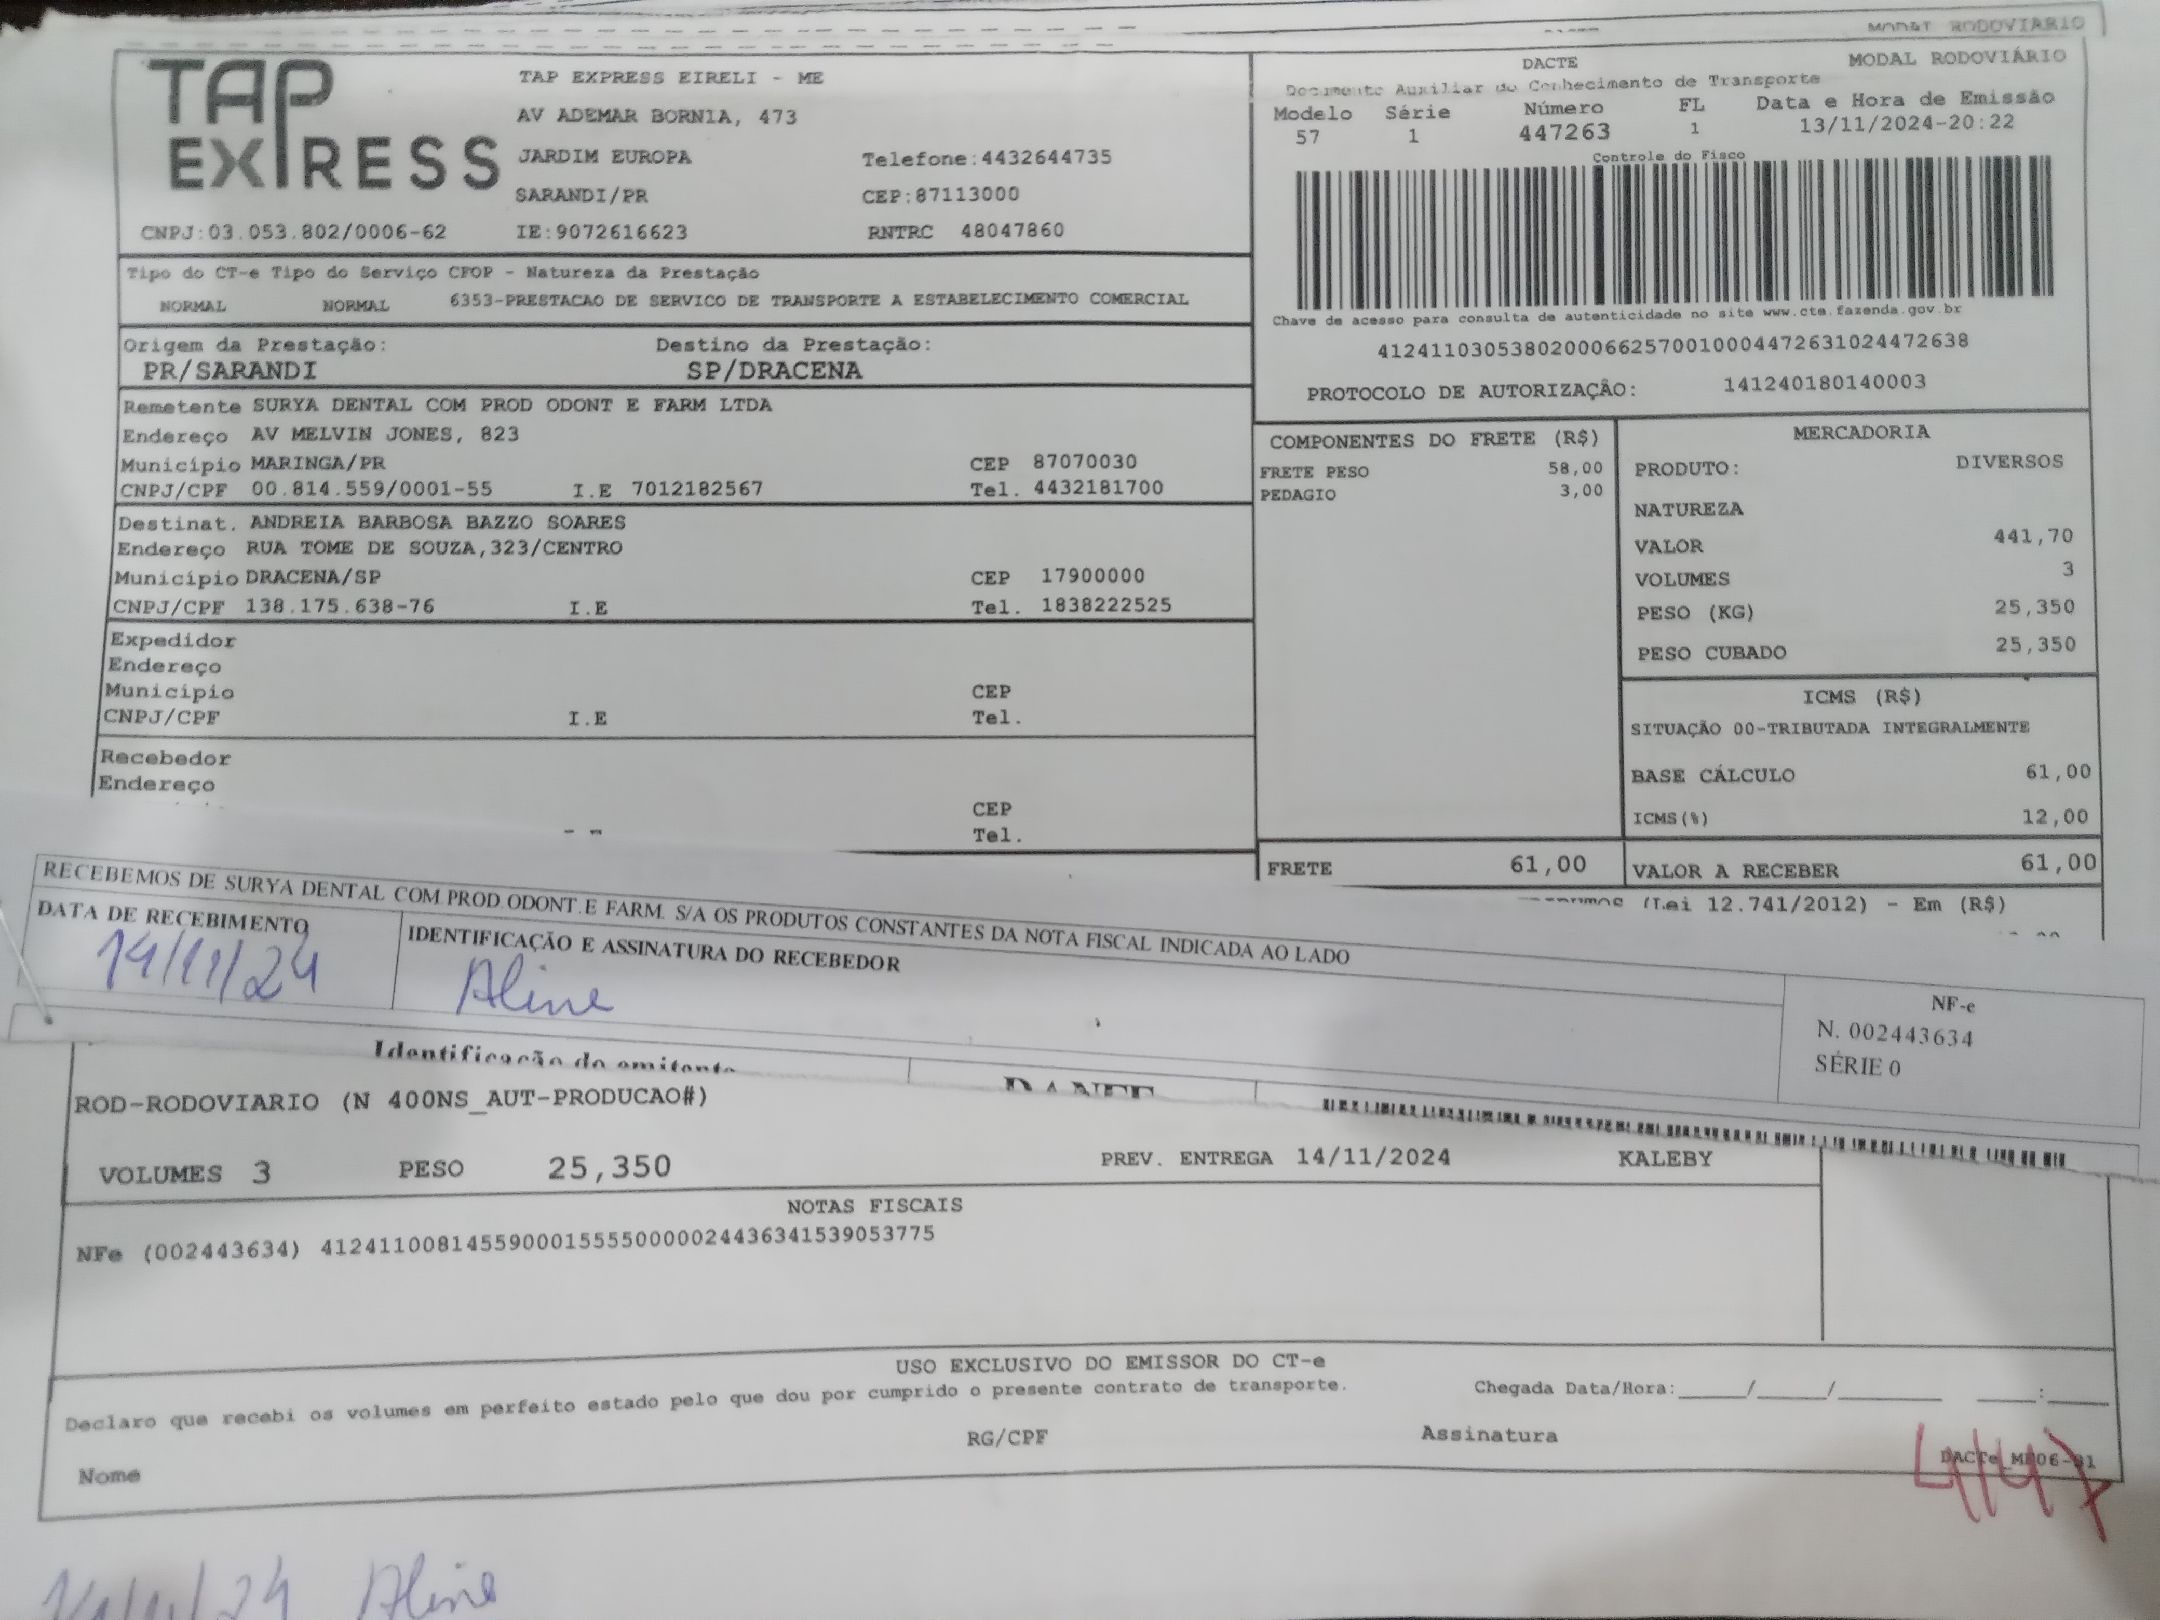 MODAL RODOVIÁRIO
TAP EXPRESS
TAP EXPRESS EIRELI - ME
AV ADEMAR BORNIA, 473
JARDIM EUROPA Telefone:4432644735
SARANDI/PR CEP:87113000
CNPJ:03.053.802/0006-62 IE:9072616623 RNTRC 48047860
DACTE MODAL RODOVIÁRIO
Documento Auxiliar do Conhecimento de Transporte
Modelo Série Número FL Data e Hora de Emissão
57 1 447263 1 13/11/2024-20:22
Controle do Fisco
Chave de acesso para consulta de autenticidade no site www.cte.fazenda.gov.br
41241103053802000662570010004472631024472638
PROTOCOLO DE AUTORIZAÇÃO: 141240180140003
Tipo do CT-e Tipo do Serviço CFOP - Natureza da Prestação
NORMAL NORMAL 6353-PRESTACAO DE SERVICO DE TRANSPORTE A ESTABELECIMENTO COMERCIAL
Origem da Prestação: Destino da Prestação:
PR/SARANDI SP/DRACENA
Remetente SURYA DENTAL COM PROD ODONT E FARM LTDA
Endereço AV MELVIN JONES, 823
Município MARINGA/PR CEP 87070030
CNPJ/CPF 00.814.559/0001-55 I.E 7012182567 Tel. 4432181700
Destinat. ANDREIA BARBOSA BAZZO SOARES
Endereço RUA TOME DE SOUZA,323/CENTRO
Município DRACENA/SP CEP 17900000
CNPJ/CPF 138.175.638-76 I.E Tel. 1838222525
Expedidor
Endereço
Município CEP
CNPJ/CPF I.E Tel.
Recebedor
Endereço
CEP
Tel.
COMPONENTES DO FRETE (R$)
FRETE PESO 58,00
PEDAGIO 3,00
MERCADORIA
PRODUTO: DIVERSOS
NATUREZA
VALOR 441,70
VOLUMES 3
PESO (KG) 25,350
PESO CUBADO 25,350
ICMS (R$)
SITUAÇÃO 00-TRIBUTADA INTEGRALMENTE
BASE CÁLCULO 61,00
ICMS(%) 12,00
FRETE 61,00 VALOR A RECEBER 61,00
(Lei 12.741/2012) - Em (R$)
RECEBEMOS DE SURYA DENTAL COM.PROD.ODONT.E FARM. S/A OS PRODUTOS CONSTANTES DA NOTA FISCAL INDICADA AO LADO
DATA DE RECEBIMENTO IDENTIFICAÇÃO E ASSINATURA DO RECEBEDOR
14/11/24 Aline
NF-e
N. 002443634
SÉRIE 0
Identificação do emitente
DANFE
ROD-RODOVIARIO (N 400NS_AUT-PRODUCAO#)
VOLUMES 3 PESO 25,350 PREV. ENTREGA 14/11/2024 KALEBY
NOTAS FISCAIS
NFe (002443634) 41241100814559000155550000024436341539053775
USO EXCLUSIVO DO EMISSOR DO CT-e
Declaro que recebi os volumes em perfeito estado pelo que dou por cumprido o presente contrato de transporte. Chegada Data/Hora:_____/_____/_______ ____:____
RG/CPF Assinatura
Nome
14/11/24 Aline